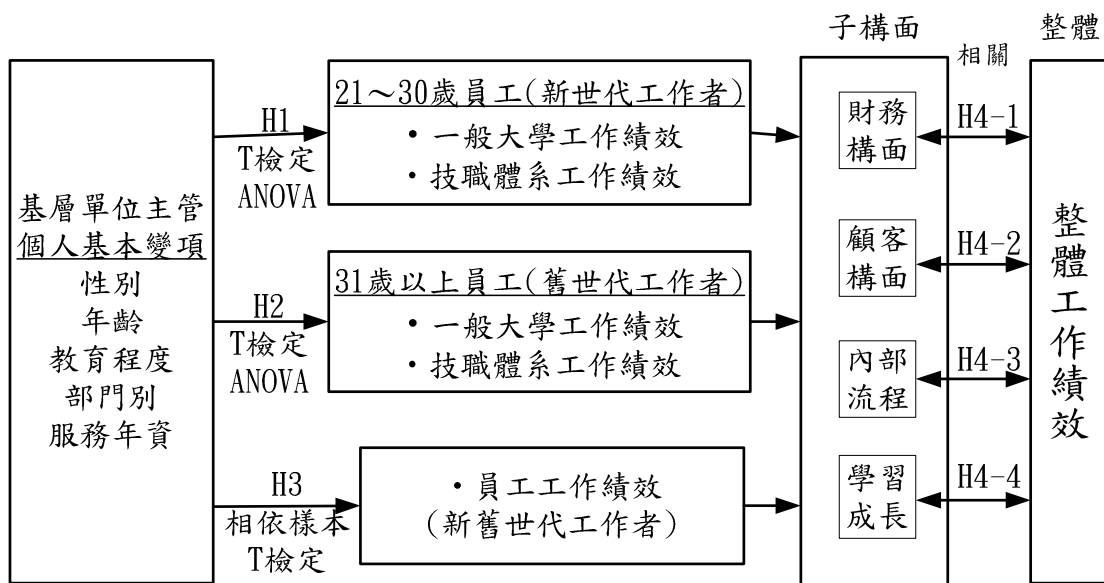 子構面
整體
相關
基層單位主管
個人基本變項
性別
年齡
教育程度
部門別
服務年資
H1
T檢定
ANOVA
21～30歲員工(新世代工作者)
・一般大學工作績效
・技職體系工作績效
H2
T檢定
ANOVA
31歲以上員工(舊世代工作者)
・一般大學工作績效
・技職體系工作績效
H3
相依樣本
T檢定
・員工工作績效
(新舊世代工作者)
財務
構面
H4-1
顧客
構面
H4-2
內部
流程
H4-3
學習
成長
H4-4
整體工作績效